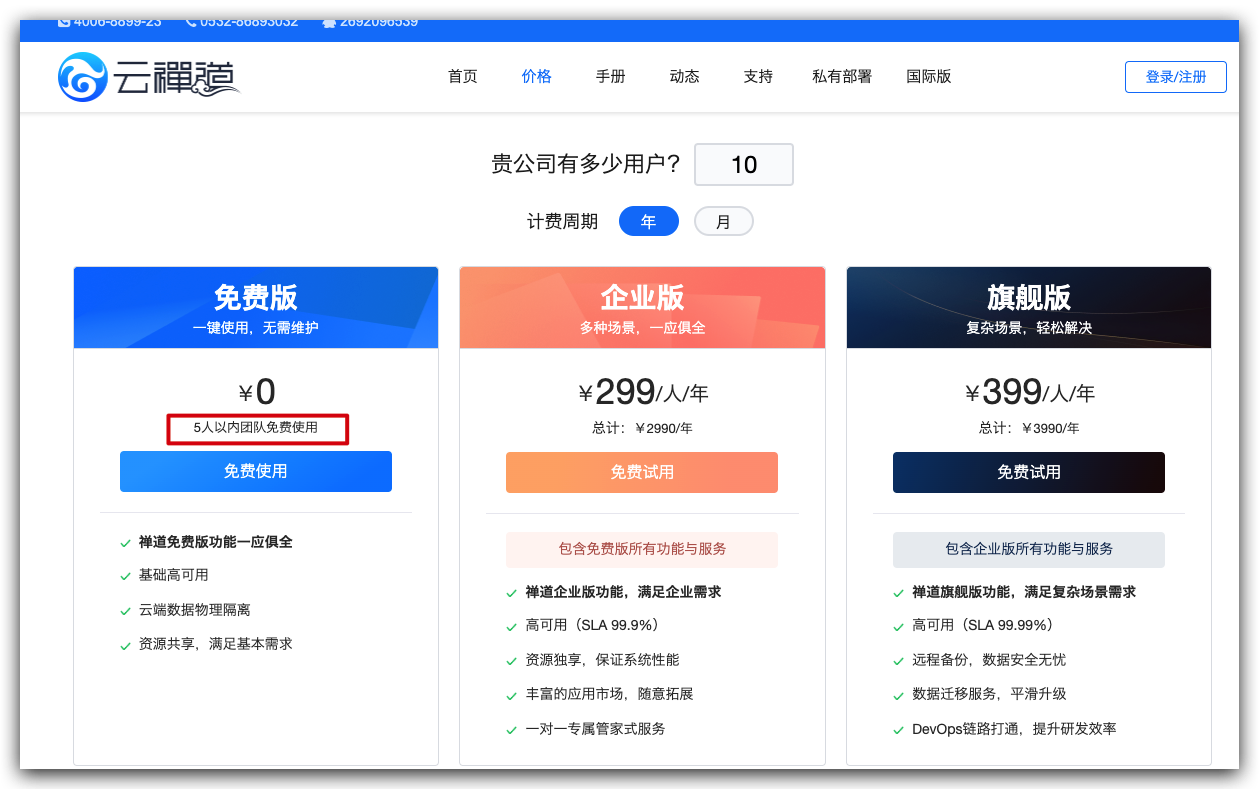 4006-8899-23 0532-86893032 2692096539
云禅道 首页 价格 手册 动态 支持 私有部署 国际版 登录/注册
贵公司有多少用户? 10
计费周期 年 月
免费版
一键使用，无需维护
¥0
5人以内团队免费使用
免费使用
禅道免费版功能一应俱全
基础高可用
云端数据物理隔离
资源共享，满足基本需求
企业版
多种场景，一应俱全
¥299/人/年
总计：¥2990/年
免费试用
包含免费版所有功能与服务
禅道企业版功能，满足企业需求
高可用（SLA 99.9%）
资源独享，保证系统性能
丰富的应用市场，随意拓展
一对一专属管家式服务
旗舰版
复杂场景，轻松解决
¥399/人/年
总计：¥3990/年
免费试用
包含企业版所有功能与服务
禅道旗舰版功能，满足复杂场景需求
高可用（SLA 99.99%）
远程备份，数据安全无忧
数据迁移服务，平滑升级
DevOps链路打通，提升研发效率